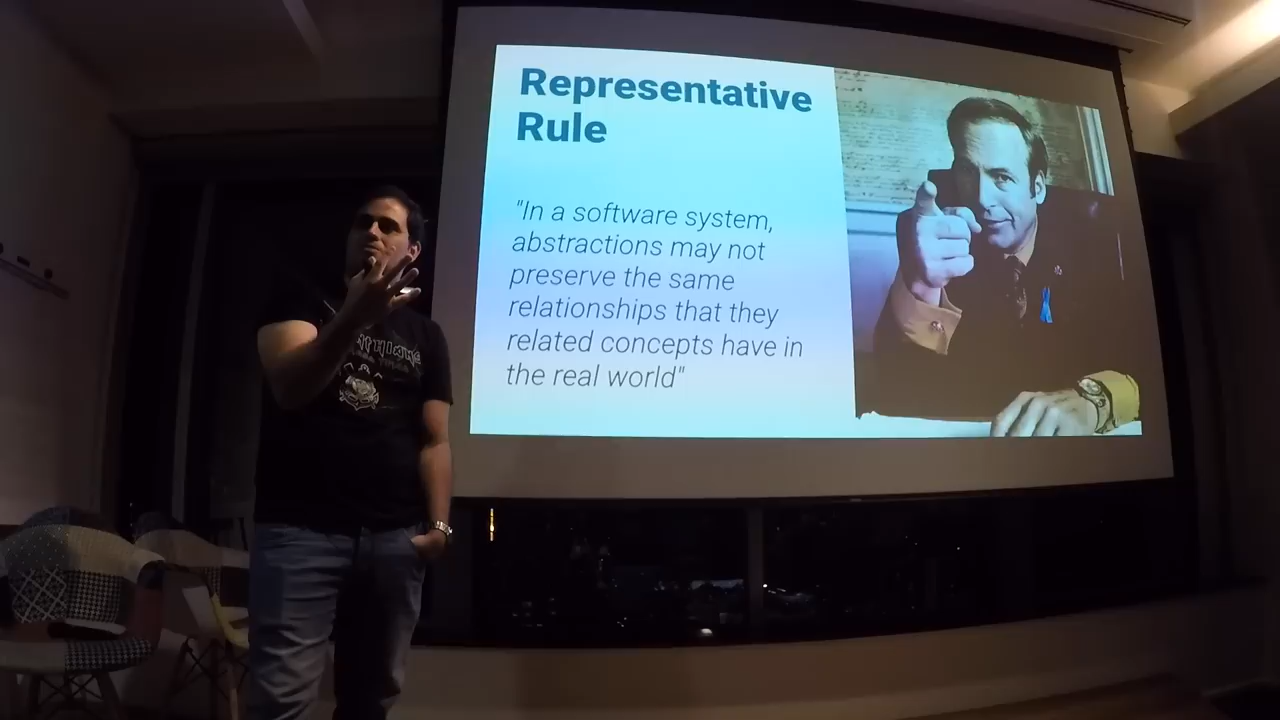 Representative
Rule
"In a software system,
abstractions may not
preserve the same
relationships that they
related concepts have in
the real world"